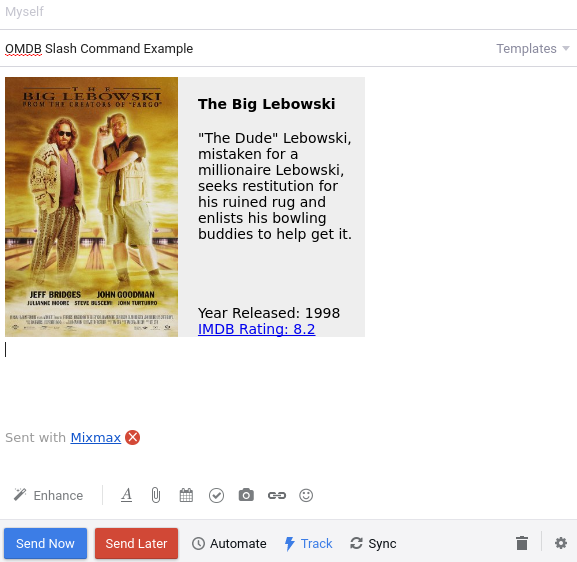 Myself
OMDB Slash Command Example
Templates
THE
BIG LEBOWSKI
FROM THE CREATORS OF "FARGO"
JEFF BRIDGES JOHN GOODMAN
JULIANNE MOORE STEVE BUSCEMI JOHN TURTURRO
The Big Lebowski
"The Dude" Lebowski,
mistaken for a
millionaire Lebowski,
seeks restitution for
his ruined rug and
enlists his bowling
buddies to help get it.
Year Released: 1998
IMDB Rating: 8.2
Sent with Mixmax
Enhance
Send Now
Send Later
Automate
Track
Sync